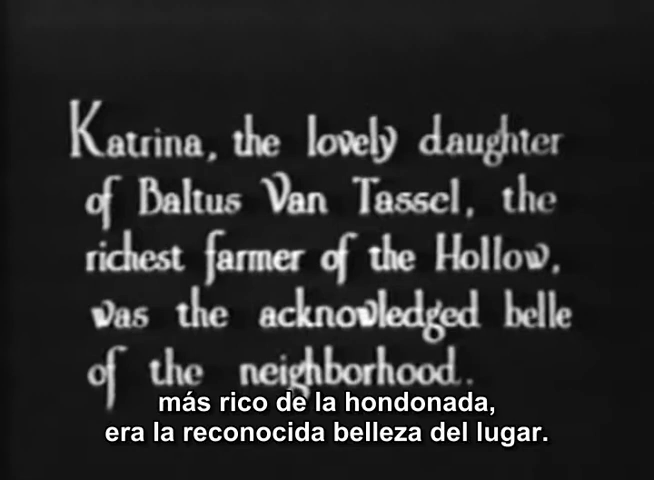 Katrina, the lovely daughter
of Baltus Van Tassel, the
richest farmer of the Hollow,
was the acknowledged belle
of the neighborhood.
más rico de la hondonada,
era la reconocida belleza del lugar.